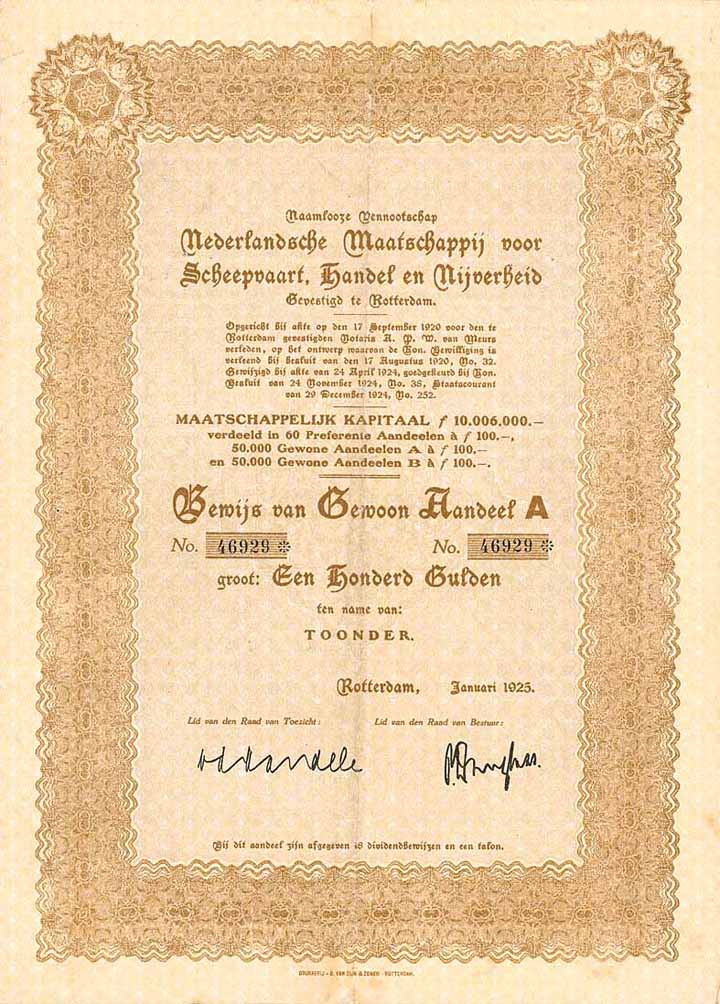 Naamlooze Vennootschap
Nederlandsche Maatschappij voor
Scheepvaart, Handel en Nijverheid
Gevestigd te Rotterdam.
Opgericht bij akte op den 17 September 1920 voor den te
Rotterdam gevestigden Notaris A. P. W. van Meurs
verleden, op het ontwerp waarvan de Kon. Bewilliging is
verleend bij besluit van den 17 Augustus 1920, No. 32.
Gewijzigd bij akte van 24 April 1924, goedgekeurd bij Kon.
Besluit van 24 November 1924, No. 38, Staatscourant
van 29 December 1924, No. 252.
MAATSCHAPPELIJK KAPITAAL ƒ 10.006.000.—
verdeeld in 60 Preferente Aandeelen à ƒ 100.—,
50.000 Gewone Aandeelen A à ƒ 100.—
en 50.000 Gewone Aandeelen B à ƒ 100.—.
Bewijs van Gewoon Aandeel A
No. 46929 * No. 46929 *
groot: Een Honderd Gulden
ten name van:
TOONDER.
Rotterdam, Januari 1925.
Lid van den Raad van Toezicht: Lid van den Raad van Bestuur:
Bij dit aandeel zijn afgegeven 18 dividendbewijzen en een talon.
DRUKKERIJ - D. VAN SIJN & ZONEN - ROTTERDAM.